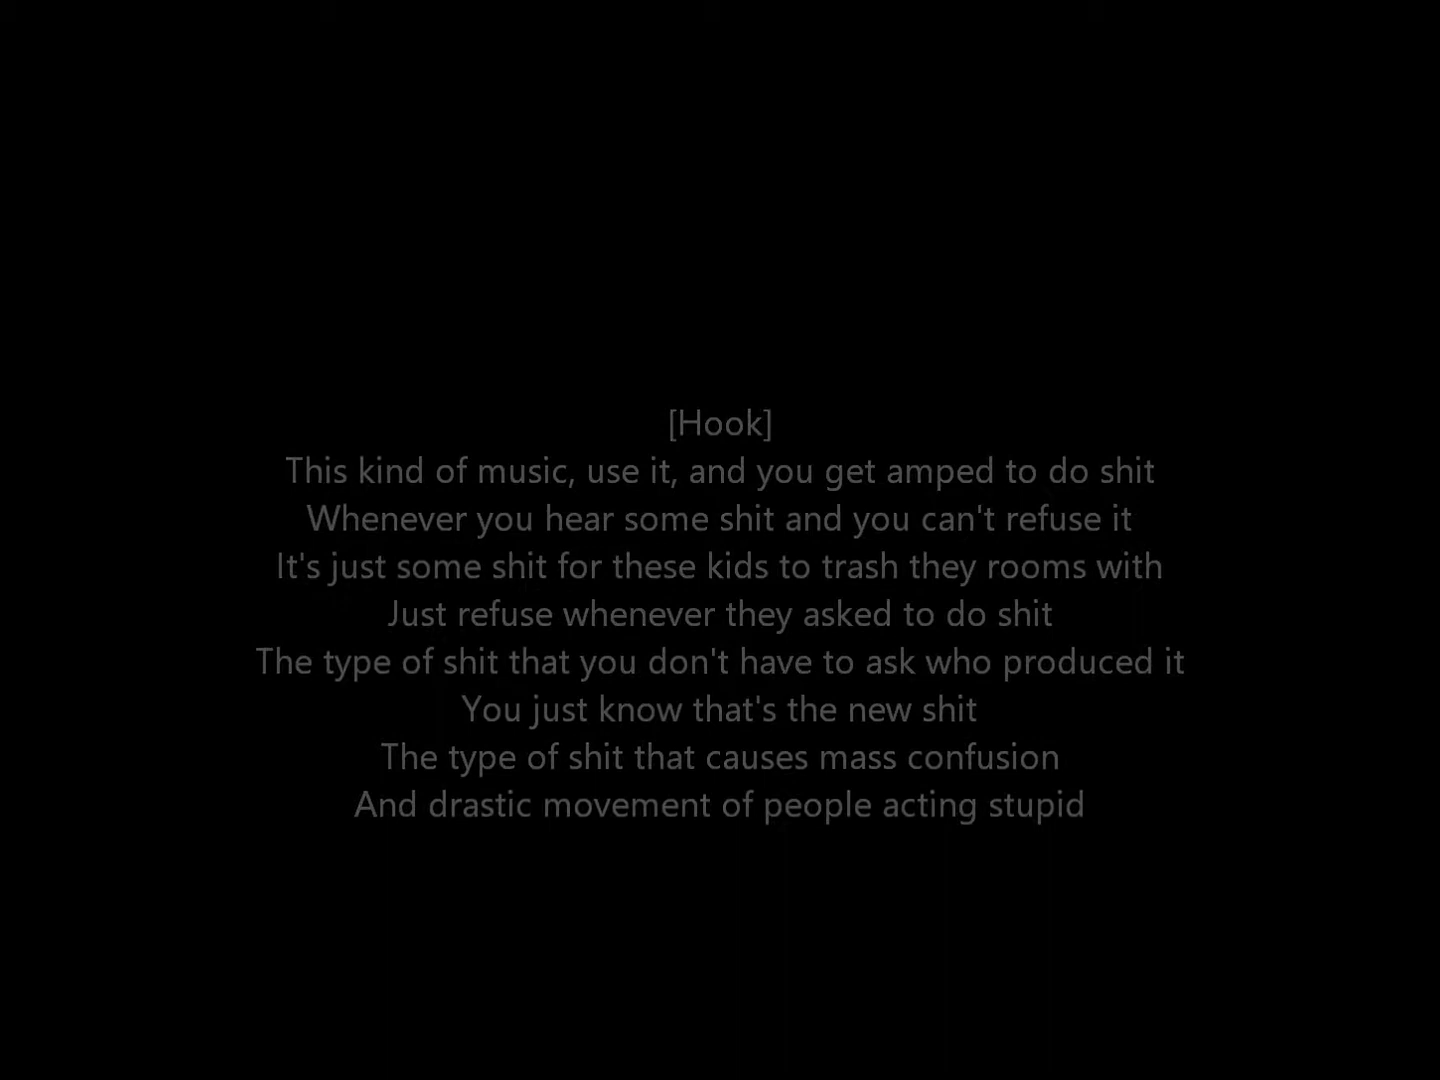 [Hook]
This kind of music, use it, and you get amped to do shit
Whenever you hear some shit and you can't refuse it
It's just some shit for these kids to trash they rooms with
Just refuse whenever they asked to do shit
The type of shit that you don't have to ask who produced it
You just know that's the new shit
The type of shit that causes mass confusion
And drastic movement of people acting stupid